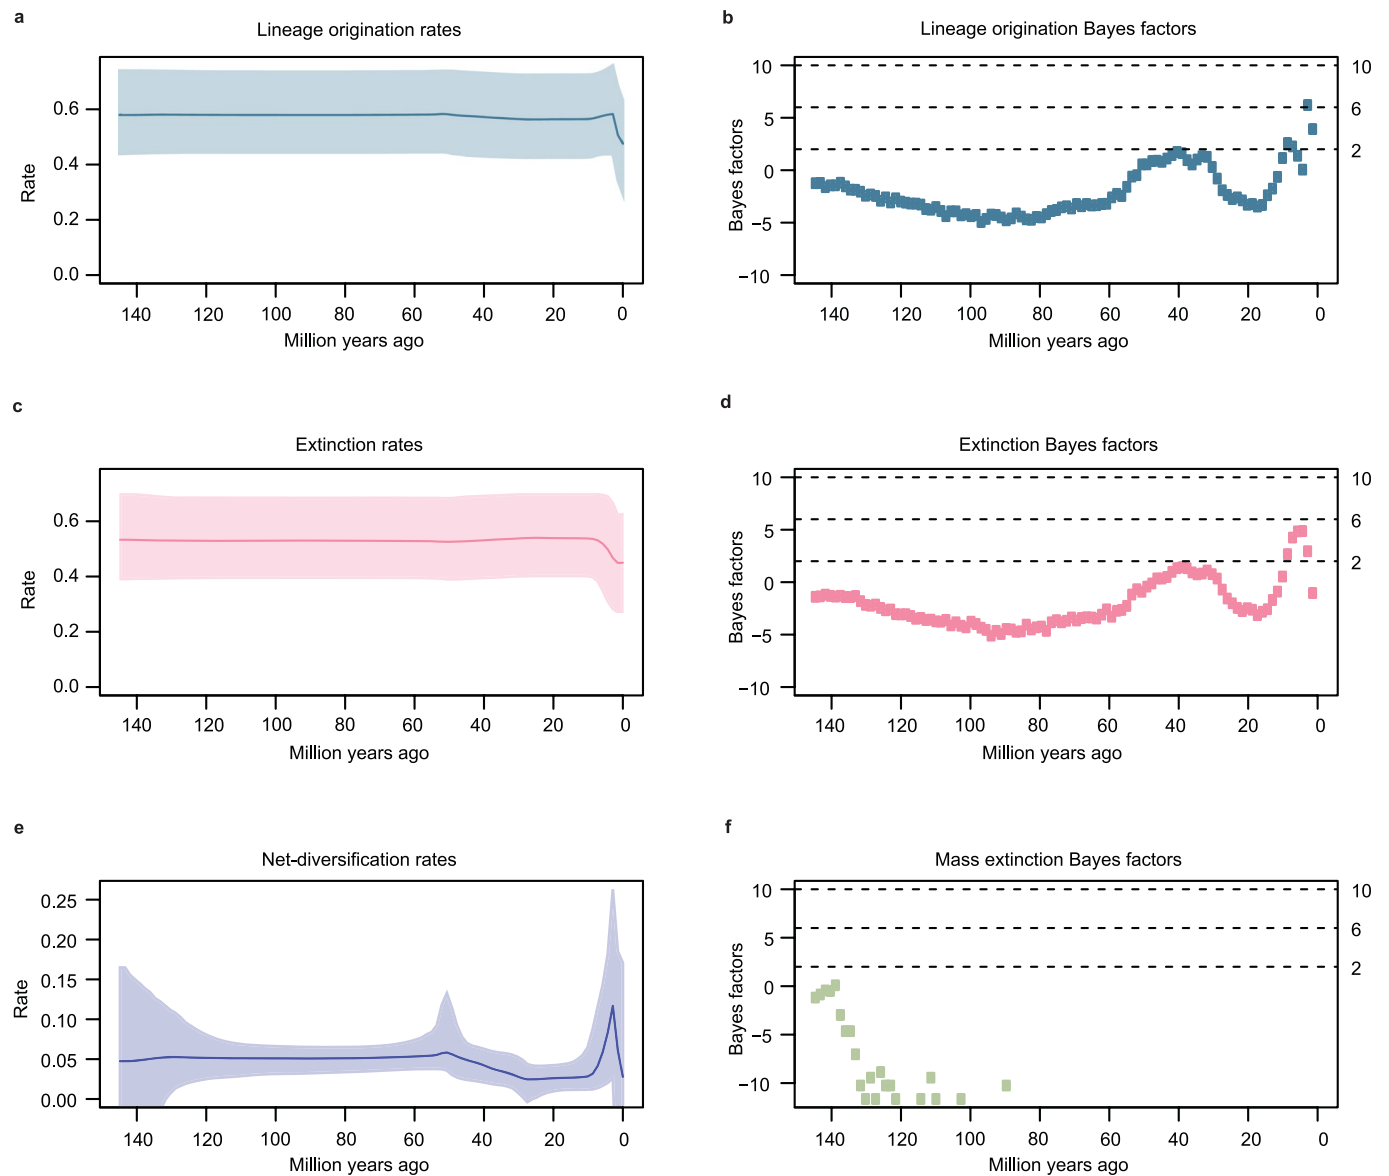 a
Lineage origination rates
Rate
0.6
0.4
0.2
0.0
140 120 100 80 60 40 20 0
Million years ago
b
Lineage origination Bayes factors
Bayes factors
10
5
0
−5
−10
10
6
2
140 120 100 80 60 40 20 0
Million years ago
c
Extinction rates
Rate
0.6
0.4
0.2
0.0
140 120 100 80 60 40 20 0
Million years ago
d
Extinction Bayes factors
Bayes factors
10
5
0
−5
−10
10
6
2
140 120 100 80 60 40 20 0
Million years ago
e
Net-diversification rates
Rate
0.25
0.20
0.15
0.10
0.05
0.00
140 120 100 80 60 40 20 0
Million years ago
f
Mass extinction Bayes factors
Bayes factors
10
5
0
−5
−10
10
6
2
140 120 100 80 60 40 20 0
Million years ago